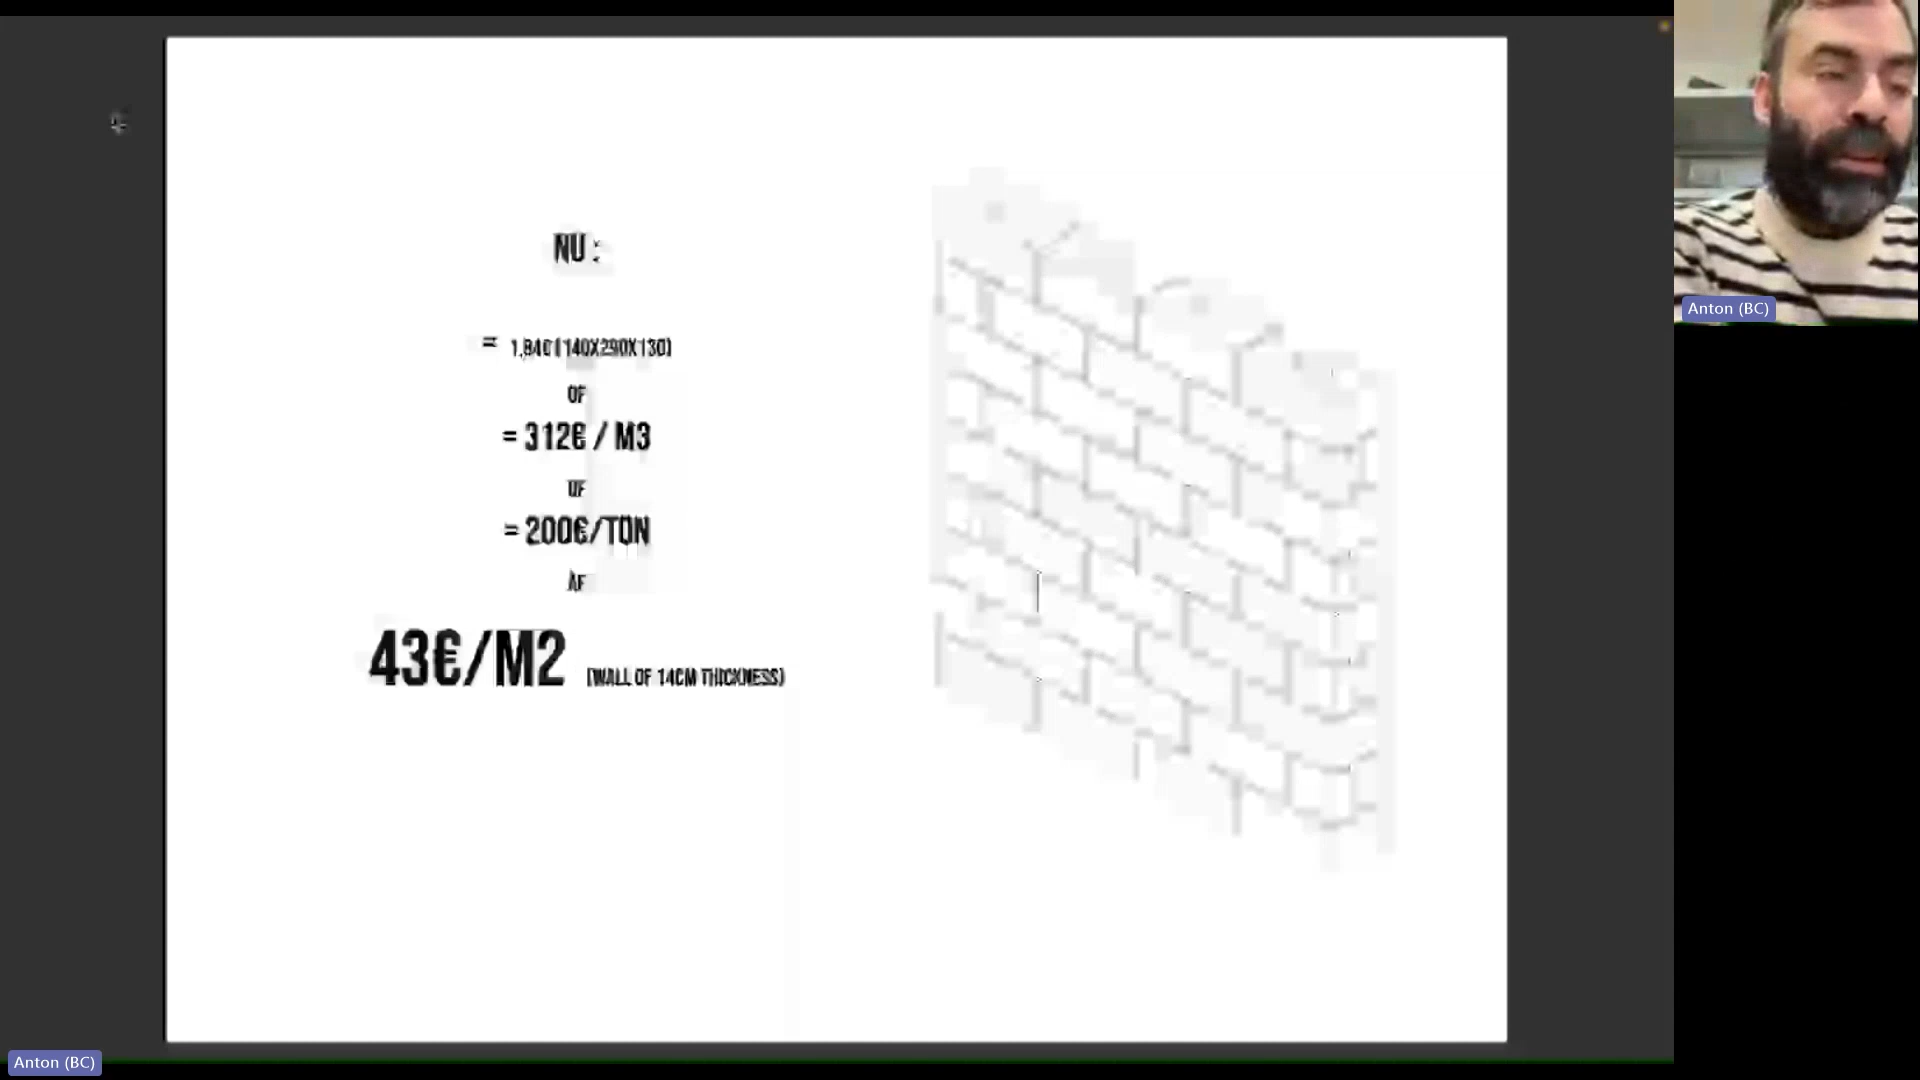 NU :
= 1,84€ (140X290X130)
OF
= 312€ / M3
OF
= 200€/TON
43€/M2 (WALL OF 14CM THICKNESS)
Anton (BC)
Anton (BC)